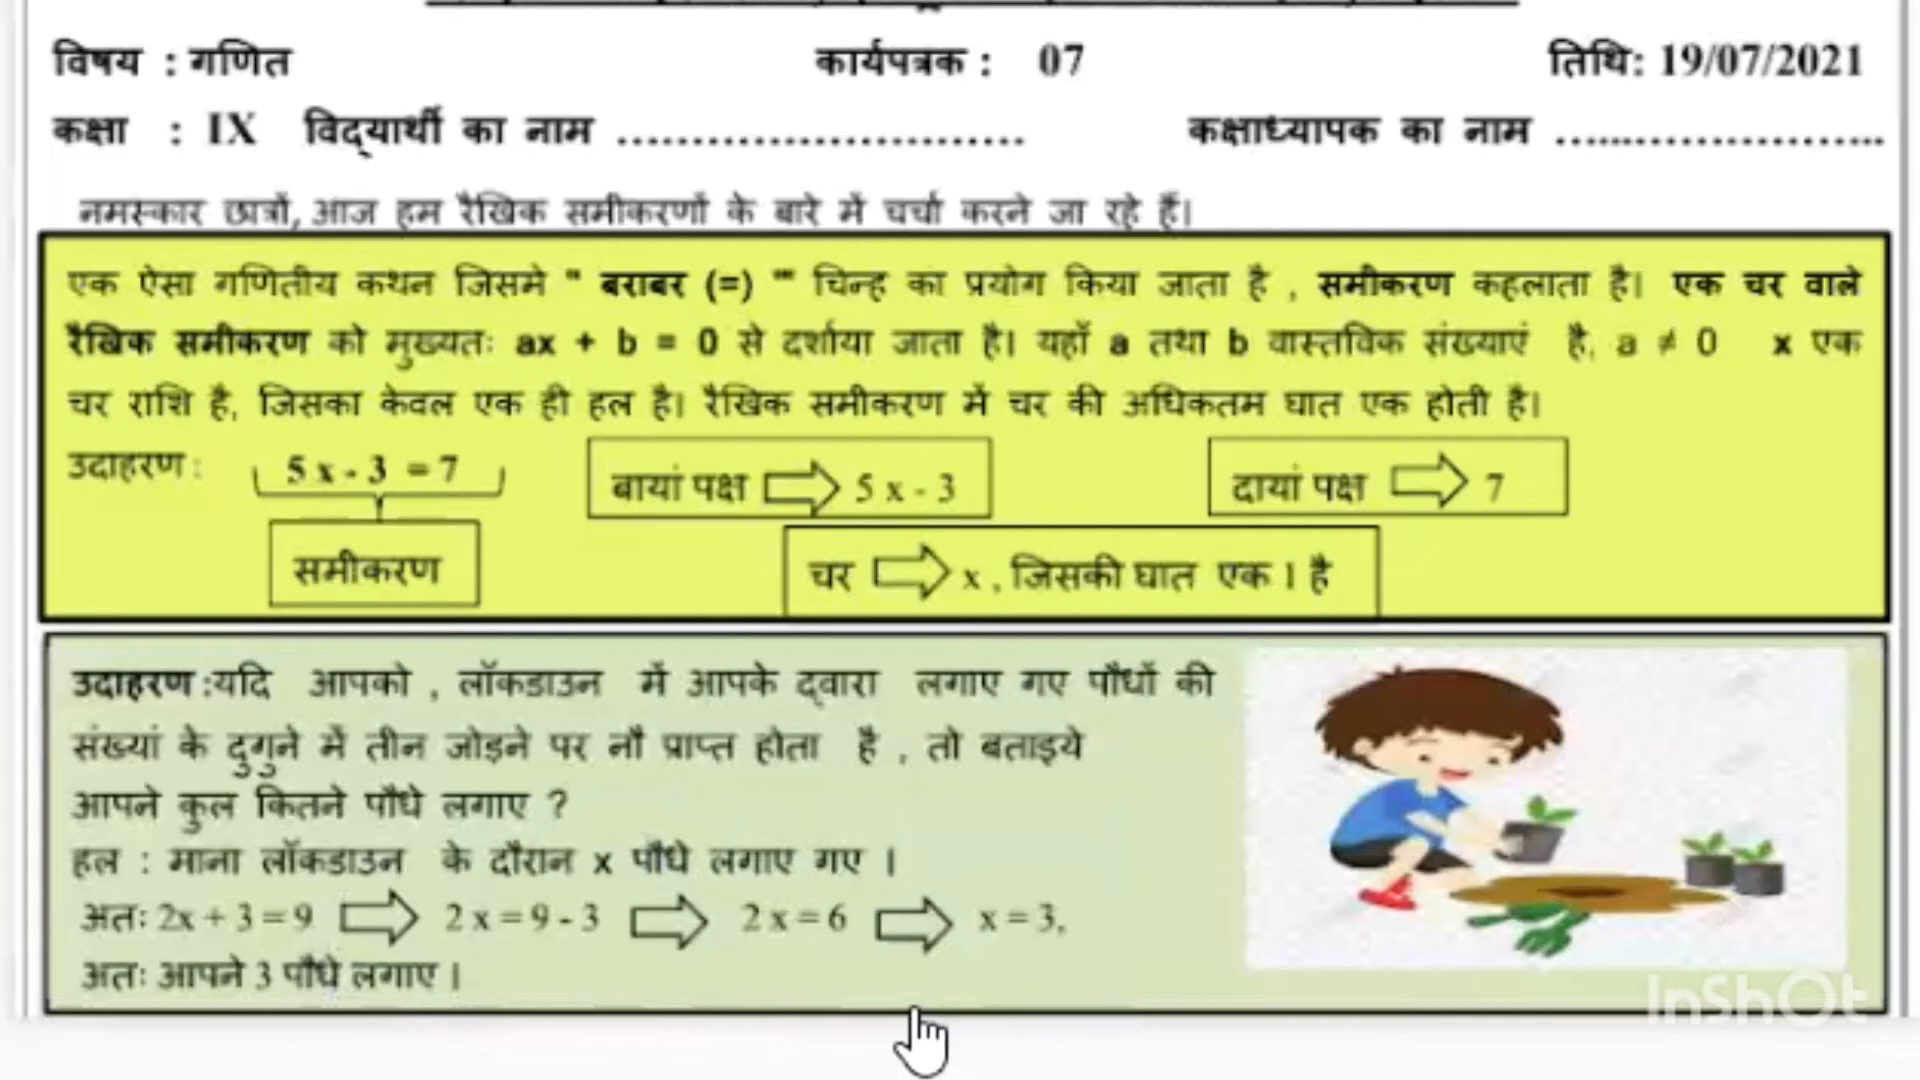 विषय : गणित कार्यपत्रक : 07 तिथि: 19/07/2021
कक्षा : IX विद्यार्थी का नाम ........................... कक्षाध्यापक का नाम ......................
नमस्कार छात्रों, आज हम रैखिक समीकरणों के बारे में चर्चा करने जा रहे हैं।
एक ऐसा गणितीय कथन जिसमे " बराबर (=) "" चिन्ह का प्रयोग किया जाता है , समीकरण कहलाता है। एक चर वाले
रैखिक समीकरण को मुख्यतः ax + b = 0 से दर्शाया जाता है। यहाँ a तथा b वास्तविक संख्याएं है, a ≠ 0 x एक
चर राशि है, जिसका केवल एक ही हल है। रैखिक समीकरण में चर की अधिकतम घात एक होती है।
उदाहरण : 5 x - 3 = 7 बायां पक्ष ⇨ 5 x - 3 दायां पक्ष ⇨ 7
समीकरण चर ⇨ x , जिसकी घात एक 1 है
उदाहरण :यदि आपको , लॉकडाउन में आपके द्वारा लगाए गए पौधों की
संख्यां के दुगुने में तीन जोड़ने पर नौ प्राप्त होता है , तो बताइये
आपने कुल कितने पौधे लगाए ?
हल : माना लॉकडाउन के दौरान x पौधे लगाए गए ।
अतः 2x + 3 = 9 ⇨ 2 x = 9 - 3 ⇨ 2 x = 6 ⇨ x = 3,
अतः आपने 3 पौधे लगाए ।
InShOt